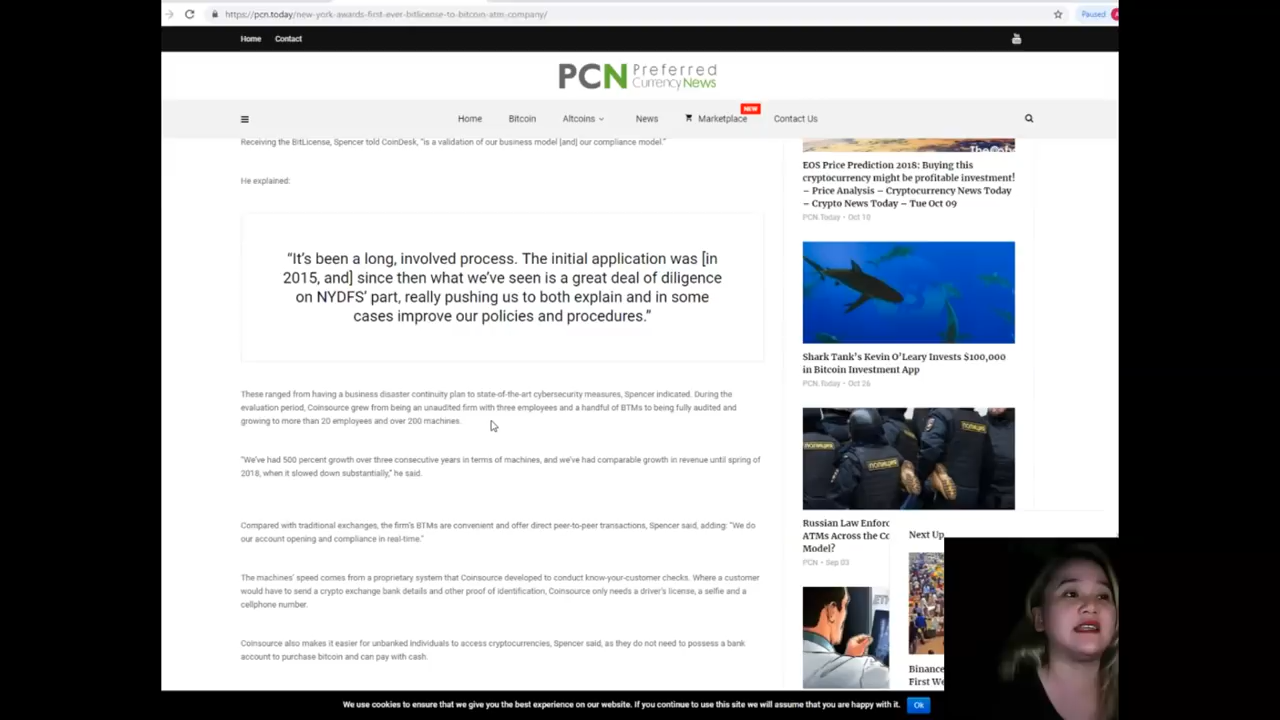 https://pcn.today/new-york-awards-first-ever-bitlicense-to-bitcoin-atm-company/
Paused
Home
Contact
PCN Preferred
Currency News
Home
Bitcoin
Altcoins
News
Marketplace
NEW
Contact Us
Receiving the BitLicense, Spencer told CoinDesk, "is a validation of our business model [and] our compliance model."
He explained:
“It’s been a long, involved process. The initial application was [in
2015, and] since then what we’ve seen is a great deal of diligence
on NYDFS’ part, really pushing us to both explain and in some
cases improve our policies and procedures.”
These ranged from having a business disaster continuity plan to state-of-the-art cybersecurity measures, Spencer indicated. During the
evaluation period, Coinsource grew from being an unaudited firm with three employees and a handful of BTMs to being fully audited and
growing to more than 20 employees and over 200 machines.
“We’ve had 500 percent growth over three consecutive years in terms of machines, and we’ve had comparable growth in revenue until spring of
2018, when it slowed down substantially,” he said.
Compared with traditional exchanges, the firm’s BTMs are convenient and offer direct peer-to-peer transactions, Spencer said, adding: “We do
our account opening and compliance in real-time.”
The machines’ speed comes from a proprietary system that Coinsource developed to conduct know-your-customer checks. Where a customer
would have to send a crypto exchange bank details and other proof of identification, Coinsource only needs a driver’s license, a selfie and a
cellphone number.
Coinsource also makes it easier for unbanked individuals to access cryptocurrencies, Spencer said, as they do not need to possess a bank
account to purchase bitcoin and can pay with cash.
EOS Price Prediction 2018: Buying this
cryptocurrency might be profitable investment!
– Price Analysis – Cryptocurrency News Today
– Crypto News Today – Tue Oct 09
PCN.Today • Oct 10
Shark Tank’s Kevin O’Leary Invests $100,000
in Bitcoin Investment App
PCN.Today • Oct 26
полиция
полиция
Russian Law Enforc
ATMs Across the Co
Model?
PCN • Sep 03
Next Up
Binance
First We
We use cookies to ensure that we give you the best experience on our website. If you continue to use this site we will assume that you are happy with it.
Ok